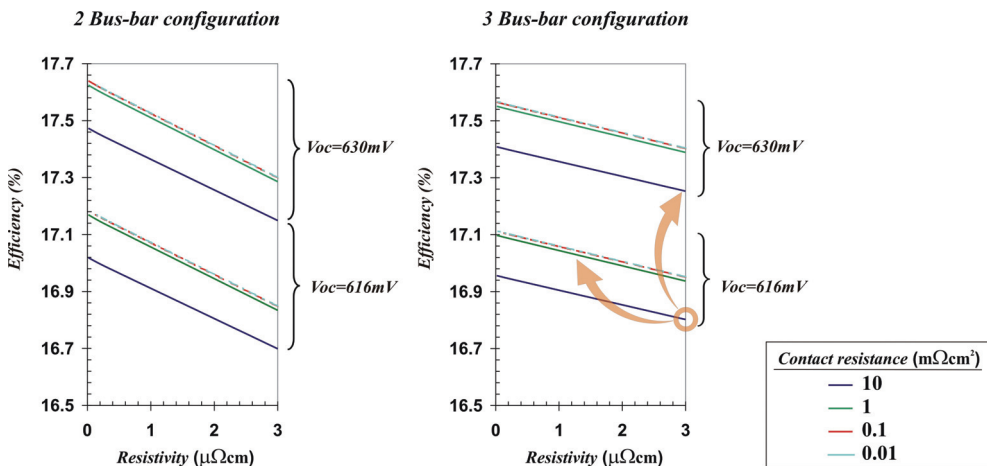 2 Bus-bar configuration
3 Bus-bar configuration
17.7
17.5
17.3
17.1
16.9
16.7
16.5
Efficiency (%)
0
1
2
3
Resistivity (μΩcm)
Voc=630mV
Voc=616mV
17.7
17.5
17.3
17.1
16.9
16.7
16.5
Efficiency (%)
0
1
2
3
Resistivity (μΩcm)
Voc=630mV
Voc=616mV
Contact resistance (mΩcm²)
10
1
0.1
0.01